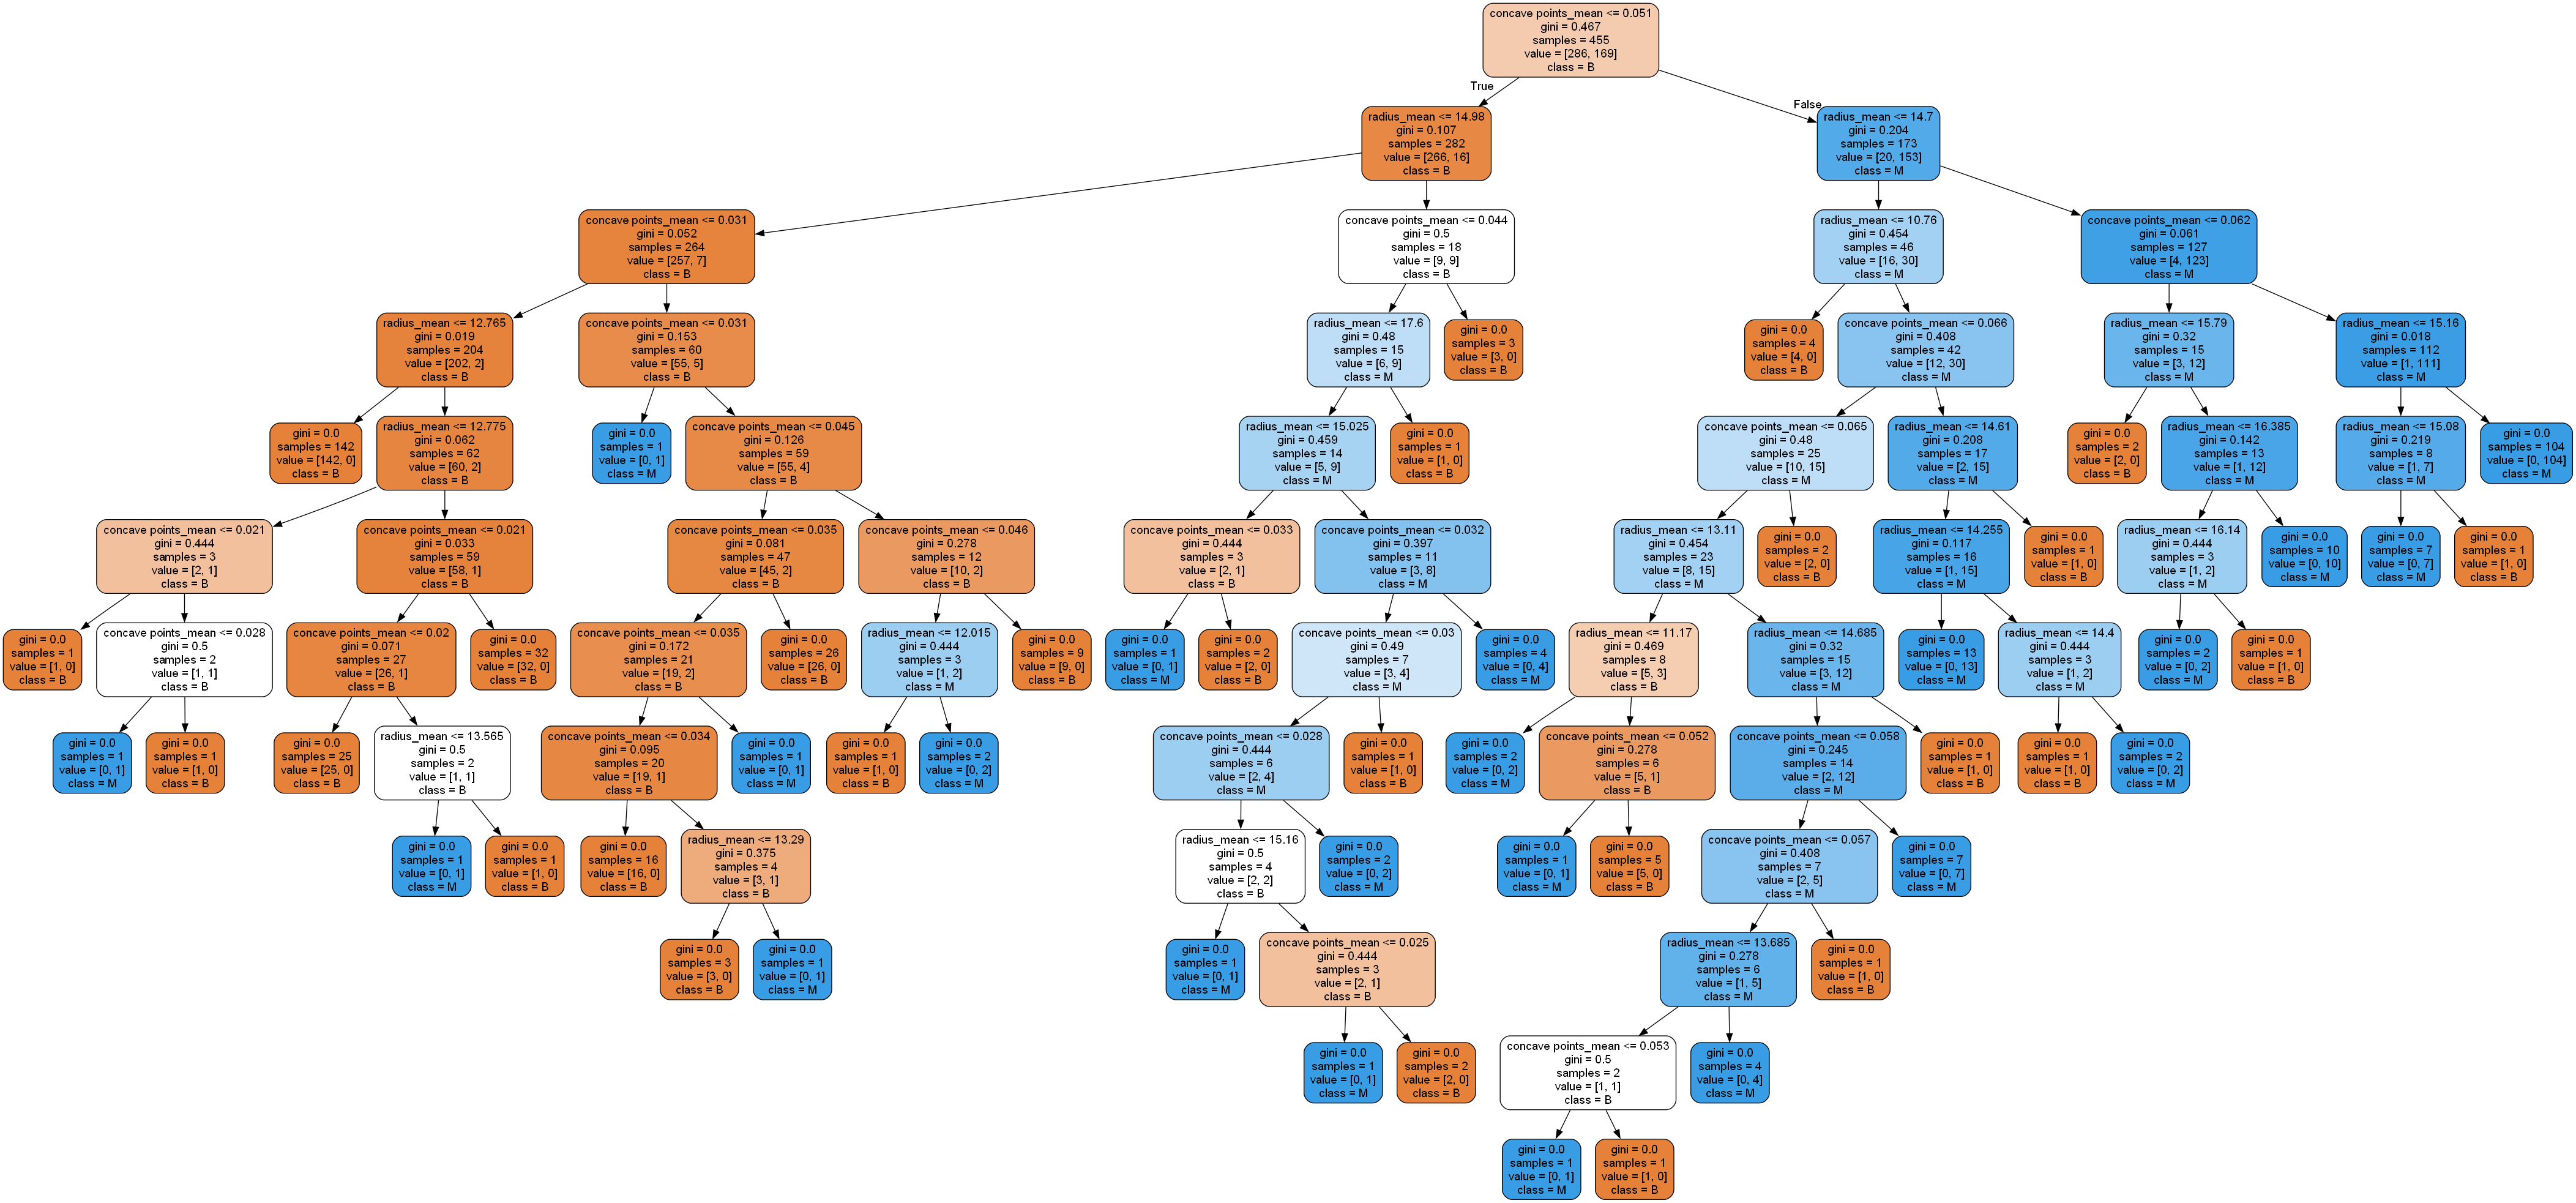 concave points_mean <= 0.051
gini = 0.467
samples = 455
value = [286, 169]
class = B
True
False
radius_mean <= 14.98
gini = 0.107
samples = 282
value = [266, 16]
class = B
radius_mean <= 14.7
gini = 0.204
samples = 173
value = [20, 153]
class = M
concave points_mean <= 0.031
gini = 0.052
samples = 264
value = [257, 7]
class = B
concave points_mean <= 0.044
gini = 0.5
samples = 18
value = [9, 9]
class = B
radius_mean <= 10.76
gini = 0.454
samples = 46
value = [16, 30]
class = M
concave points_mean <= 0.062
gini = 0.061
samples = 127
value = [4, 123]
class = M
radius_mean <= 12.765
gini = 0.019
samples = 204
value = [202, 2]
class = B
concave points_mean <= 0.031
gini = 0.153
samples = 60
value = [55, 5]
class = B
radius_mean <= 17.6
gini = 0.48
samples = 15
value = [6, 9]
class = M
gini = 0.0
samples = 3
value = [3, 0]
class = B
gini = 0.0
samples = 4
value = [4, 0]
class = B
concave points_mean <= 0.066
gini = 0.408
samples = 42
value = [12, 30]
class = M
radius_mean <= 15.79
gini = 0.32
samples = 15
value = [3, 12]
class = M
radius_mean <= 15.16
gini = 0.018
samples = 112
value = [1, 111]
class = M
gini = 0.0
samples = 142
value = [142, 0]
class = B
radius_mean <= 12.775
gini = 0.062
samples = 62
value = [60, 2]
class = B
gini = 0.0
samples = 1
value = [0, 1]
class = M
concave points_mean <= 0.045
gini = 0.126
samples = 59
value = [55, 4]
class = B
radius_mean <= 15.025
gini = 0.459
samples = 14
value = [5, 9]
class = M
gini = 0.0
samples = 1
value = [1, 0]
class = B
concave points_mean <= 0.065
gini = 0.48
samples = 25
value = [10, 15]
class = M
radius_mean <= 14.61
gini = 0.208
samples = 17
value = [2, 15]
class = M
gini = 0.0
samples = 2
value = [2, 0]
class = B
radius_mean <= 16.385
gini = 0.142
samples = 13
value = [1, 12]
class = M
radius_mean <= 15.08
gini = 0.219
samples = 8
value = [1, 7]
class = M
gini = 0.0
samples = 104
value = [0, 104]
class = M
concave points_mean <= 0.021
gini = 0.444
samples = 3
value = [2, 1]
class = B
concave points_mean <= 0.021
gini = 0.033
samples = 59
value = [58, 1]
class = B
concave points_mean <= 0.035
gini = 0.081
samples = 47
value = [45, 2]
class = B
concave points_mean <= 0.046
gini = 0.278
samples = 12
value = [10, 2]
class = B
concave points_mean <= 0.033
gini = 0.444
samples = 3
value = [2, 1]
class = B
concave points_mean <= 0.032
gini = 0.397
samples = 11
value = [3, 8]
class = M
radius_mean <= 13.11
gini = 0.454
samples = 23
value = [8, 15]
class = M
gini = 0.0
samples = 2
value = [2, 0]
class = B
radius_mean <= 14.255
gini = 0.117
samples = 16
value = [1, 15]
class = M
gini = 0.0
samples = 1
value = [1, 0]
class = B
radius_mean <= 16.14
gini = 0.444
samples = 3
value = [1, 2]
class = M
gini = 0.0
samples = 10
value = [0, 10]
class = M
gini = 0.0
samples = 7
value = [0, 7]
class = M
gini = 0.0
samples = 1
value = [1, 0]
class = B
gini = 0.0
samples = 1
value = [1, 0]
class = B
concave points_mean <= 0.028
gini = 0.5
samples = 2
value = [1, 1]
class = B
concave points_mean <= 0.02
gini = 0.071
samples = 27
value = [26, 1]
class = B
gini = 0.0
samples = 32
value = [32, 0]
class = B
concave points_mean <= 0.035
gini = 0.172
samples = 21
value = [19, 2]
class = B
gini = 0.0
samples = 26
value = [26, 0]
class = B
radius_mean <= 12.015
gini = 0.444
samples = 3
value = [1, 2]
class = M
gini = 0.0
samples = 9
value = [9, 0]
class = B
gini = 0.0
samples = 1
value = [0, 1]
class = M
gini = 0.0
samples = 2
value = [2, 0]
class = B
concave points_mean <= 0.03
gini = 0.49
samples = 7
value = [3, 4]
class = M
gini = 0.0
samples = 4
value = [0, 4]
class = M
radius_mean <= 11.17
gini = 0.469
samples = 8
value = [5, 3]
class = B
radius_mean <= 14.685
gini = 0.32
samples = 15
value = [3, 12]
class = M
gini = 0.0
samples = 13
value = [0, 13]
class = M
radius_mean <= 14.4
gini = 0.444
samples = 3
value = [1, 2]
class = M
gini = 0.0
samples = 2
value = [0, 2]
class = M
gini = 0.0
samples = 1
value = [1, 0]
class = B
gini = 0.0
samples = 1
value = [0, 1]
class = M
gini = 0.0
samples = 1
value = [1, 0]
class = B
gini = 0.0
samples = 25
value = [25, 0]
class = B
radius_mean <= 13.565
gini = 0.5
samples = 2
value = [1, 1]
class = B
concave points_mean <= 0.034
gini = 0.095
samples = 20
value = [19, 1]
class = B
gini = 0.0
samples = 1
value = [0, 1]
class = M
gini = 0.0
samples = 1
value = [1, 0]
class = B
gini = 0.0
samples = 2
value = [0, 2]
class = M
concave points_mean <= 0.028
gini = 0.444
samples = 6
value = [2, 4]
class = M
gini = 0.0
samples = 1
value = [1, 0]
class = B
gini = 0.0
samples = 2
value = [0, 2]
class = M
concave points_mean <= 0.052
gini = 0.278
samples = 6
value = [5, 1]
class = B
concave points_mean <= 0.058
gini = 0.245
samples = 14
value = [2, 12]
class = M
gini = 0.0
samples = 1
value = [1, 0]
class = B
gini = 0.0
samples = 1
value = [1, 0]
class = B
gini = 0.0
samples = 2
value = [0, 2]
class = M
gini = 0.0
samples = 1
value = [0, 1]
class = M
gini = 0.0
samples = 1
value = [1, 0]
class = B
gini = 0.0
samples = 16
value = [16, 0]
class = B
radius_mean <= 13.29
gini = 0.375
samples = 4
value = [3, 1]
class = B
radius_mean <= 15.16
gini = 0.5
samples = 4
value = [2, 2]
class = B
gini = 0.0
samples = 2
value = [0, 2]
class = M
gini = 0.0
samples = 1
value = [0, 1]
class = M
gini = 0.0
samples = 5
value = [5, 0]
class = B
concave points_mean <= 0.057
gini = 0.408
samples = 7
value = [2, 5]
class = M
gini = 0.0
samples = 7
value = [0, 7]
class = M
gini = 0.0
samples = 3
value = [3, 0]
class = B
gini = 0.0
samples = 1
value = [0, 1]
class = M
gini = 0.0
samples = 1
value = [0, 1]
class = M
concave points_mean <= 0.025
gini = 0.444
samples = 3
value = [2, 1]
class = B
radius_mean <= 13.685
gini = 0.278
samples = 6
value = [1, 5]
class = M
gini = 0.0
samples = 1
value = [1, 0]
class = B
gini = 0.0
samples = 1
value = [0, 1]
class = M
gini = 0.0
samples = 2
value = [2, 0]
class = B
concave points_mean <= 0.053
gini = 0.5
samples = 2
value = [1, 1]
class = B
gini = 0.0
samples = 4
value = [0, 4]
class = M
gini = 0.0
samples = 1
value = [0, 1]
class = M
gini = 0.0
samples = 1
value = [1, 0]
class = B